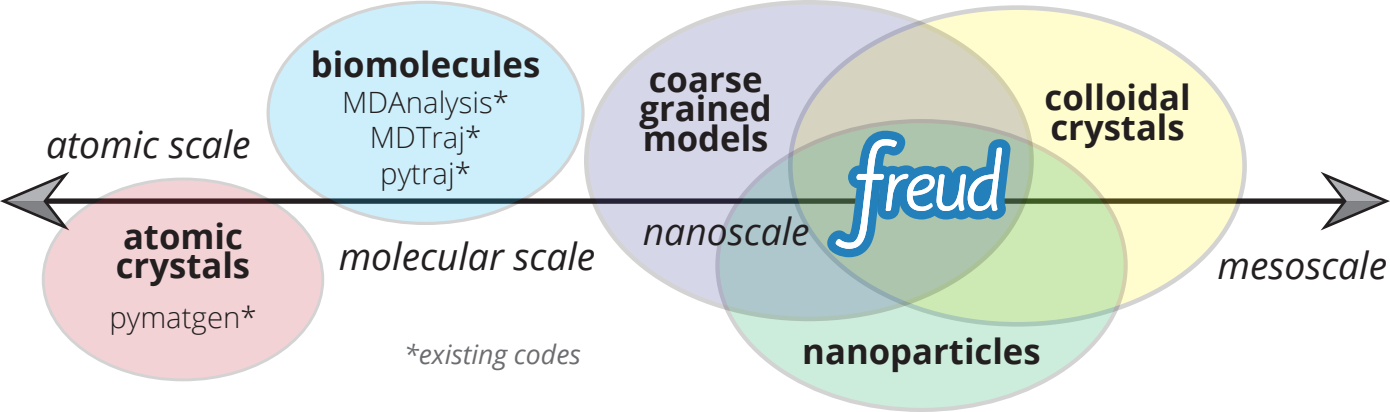 atomic scale
atomic
crystals
pymatgen*
biomolecules
MDAnalysis*
MDTraj*
pytraj*
molecular scale
*existing codes
coarse
grained
models
nanoscale
freud
colloidal
crystals
nanoparticles
mesoscale